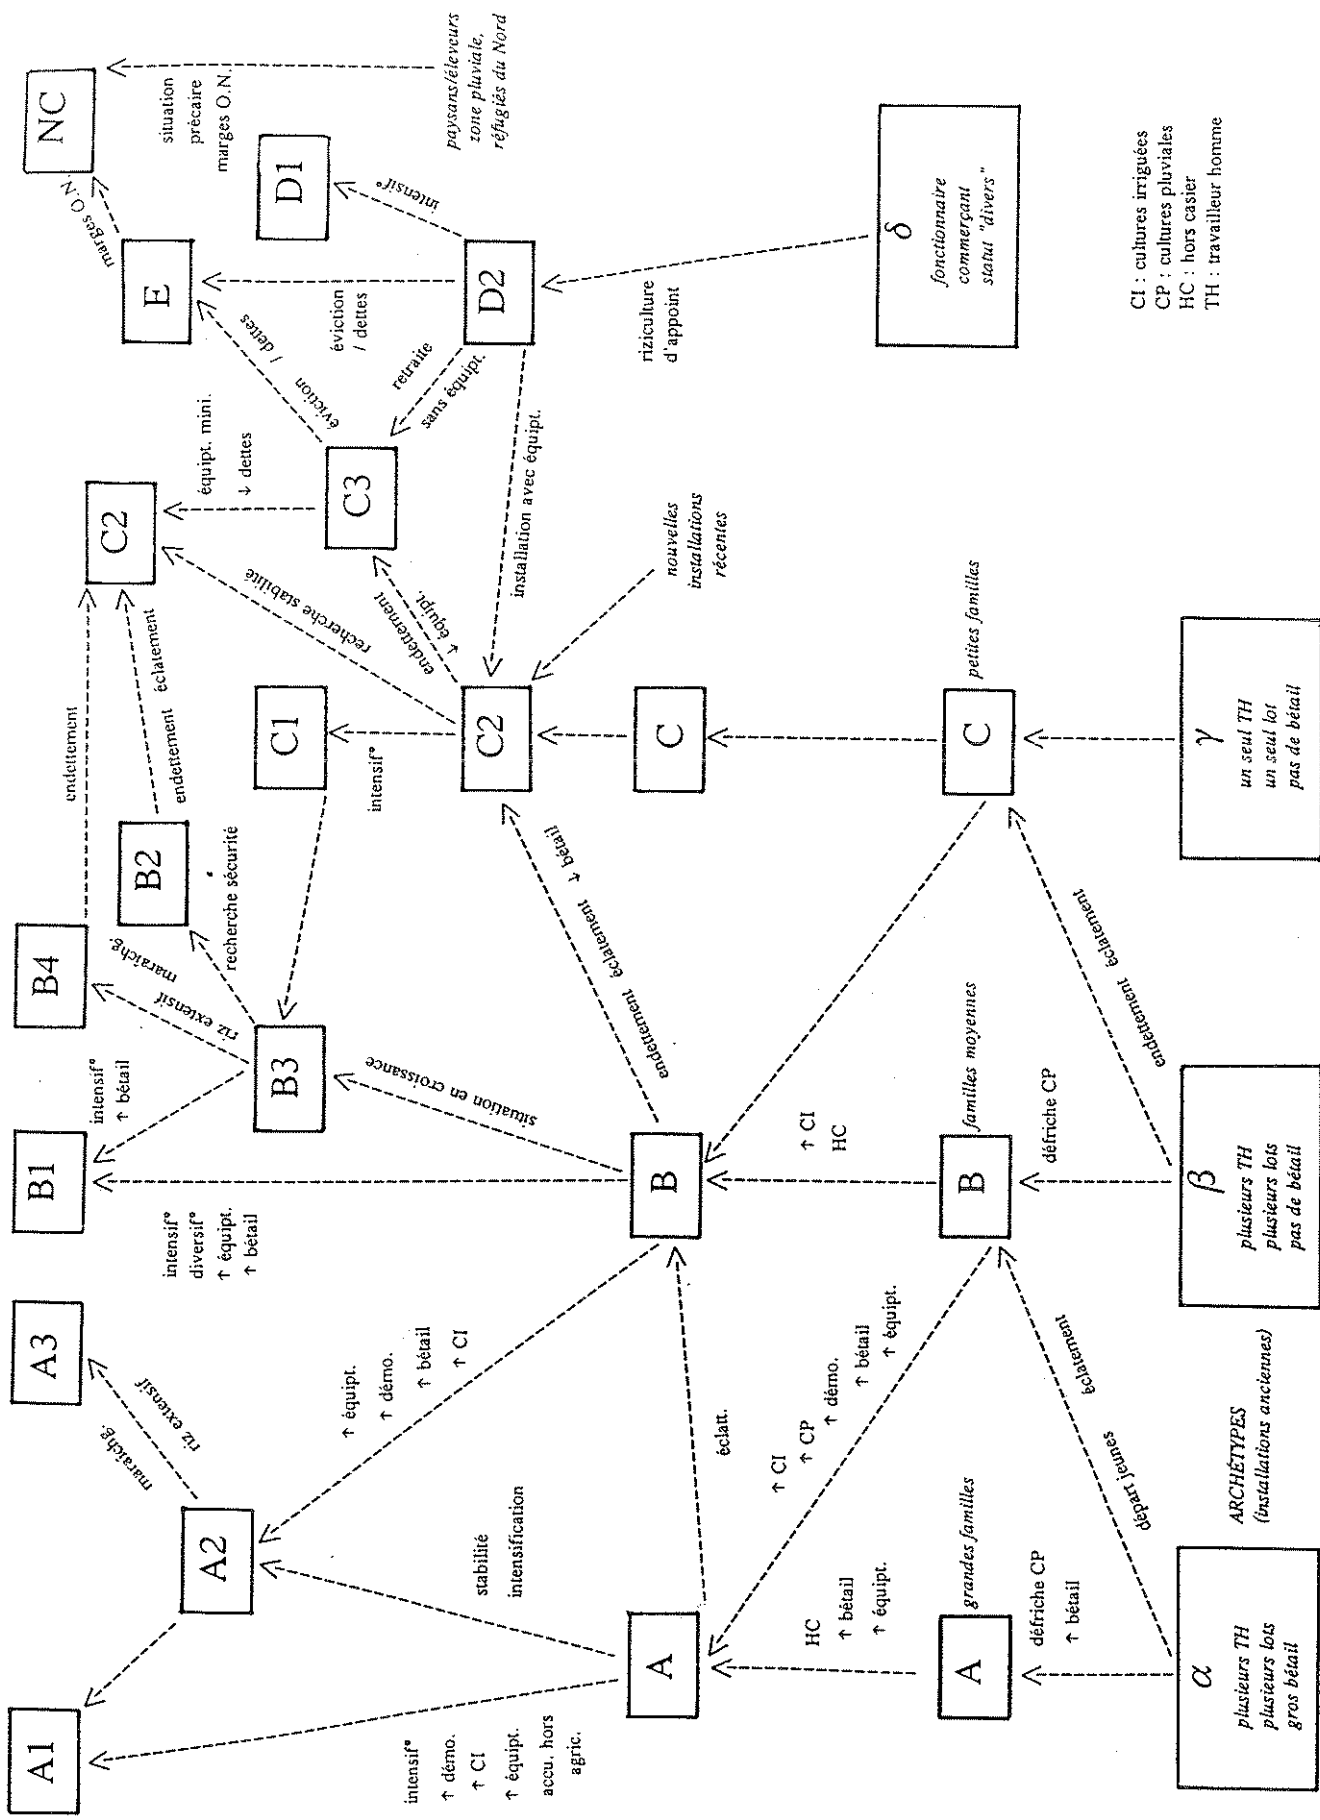 A1
A3
B1
B4
NC
A2
B2
C2
E
B3
C1
C3
D1
A
B
C2
D2
C
A
B
C
α
plusieurs TH
plusieurs lots
gros bétail
β
plusieurs TH
plusieurs lots
pas de bétail
γ
un seul TH
un seul lot
pas de bétail
δ
fonctionnaire
commerçant
statut "divers"
ARCHÉTYPES
(installations anciennes)
grandes familles
familles moyennes
petites familles
défriche CP
↑ bétail
départ jeunes
éclatement
défriche CP
endettement éclatement
HC
↑ bétail
↑ équipt.
↑ CI
↑ CP
↑ démo.
↑ bétail
↑ équipt.
↑ CI
HC
éclatt.
intensif°
↑ démo.
↑ CI
↑ équipt.
accu. hors
agric.
stabilité
intensification
↑ équipt.
↑ démo.
↑ bétail
↑ CI
maraîchg.
riz extensif
intensif°
diversif°
↑ équipt.
↑ bétail
intensif°
↑ bétail
situation en croissance
riz extensif
maraîchg.
recherche sécurité
endettement éclatement
↓ bétail
intensif°
endettement
endettement éclatement
recherche stabilité
endettement
↓ équipt.
nouvelles
installations
récentes
installation avec équipt.
équipt. mini.
↓ dettes
éviction / dettes
retraite
sans équipt.
éviction
/ dettes
intensif°
riziculture
d'appoint
marges O.N.
situation
précaire
marges O.N.
paysans/éleveurs
zone pluviale,
réfugiés du Nord
CI : cultures irriguées
CP : cultures pluviales
HC : hors casier
TH : travailleur homme